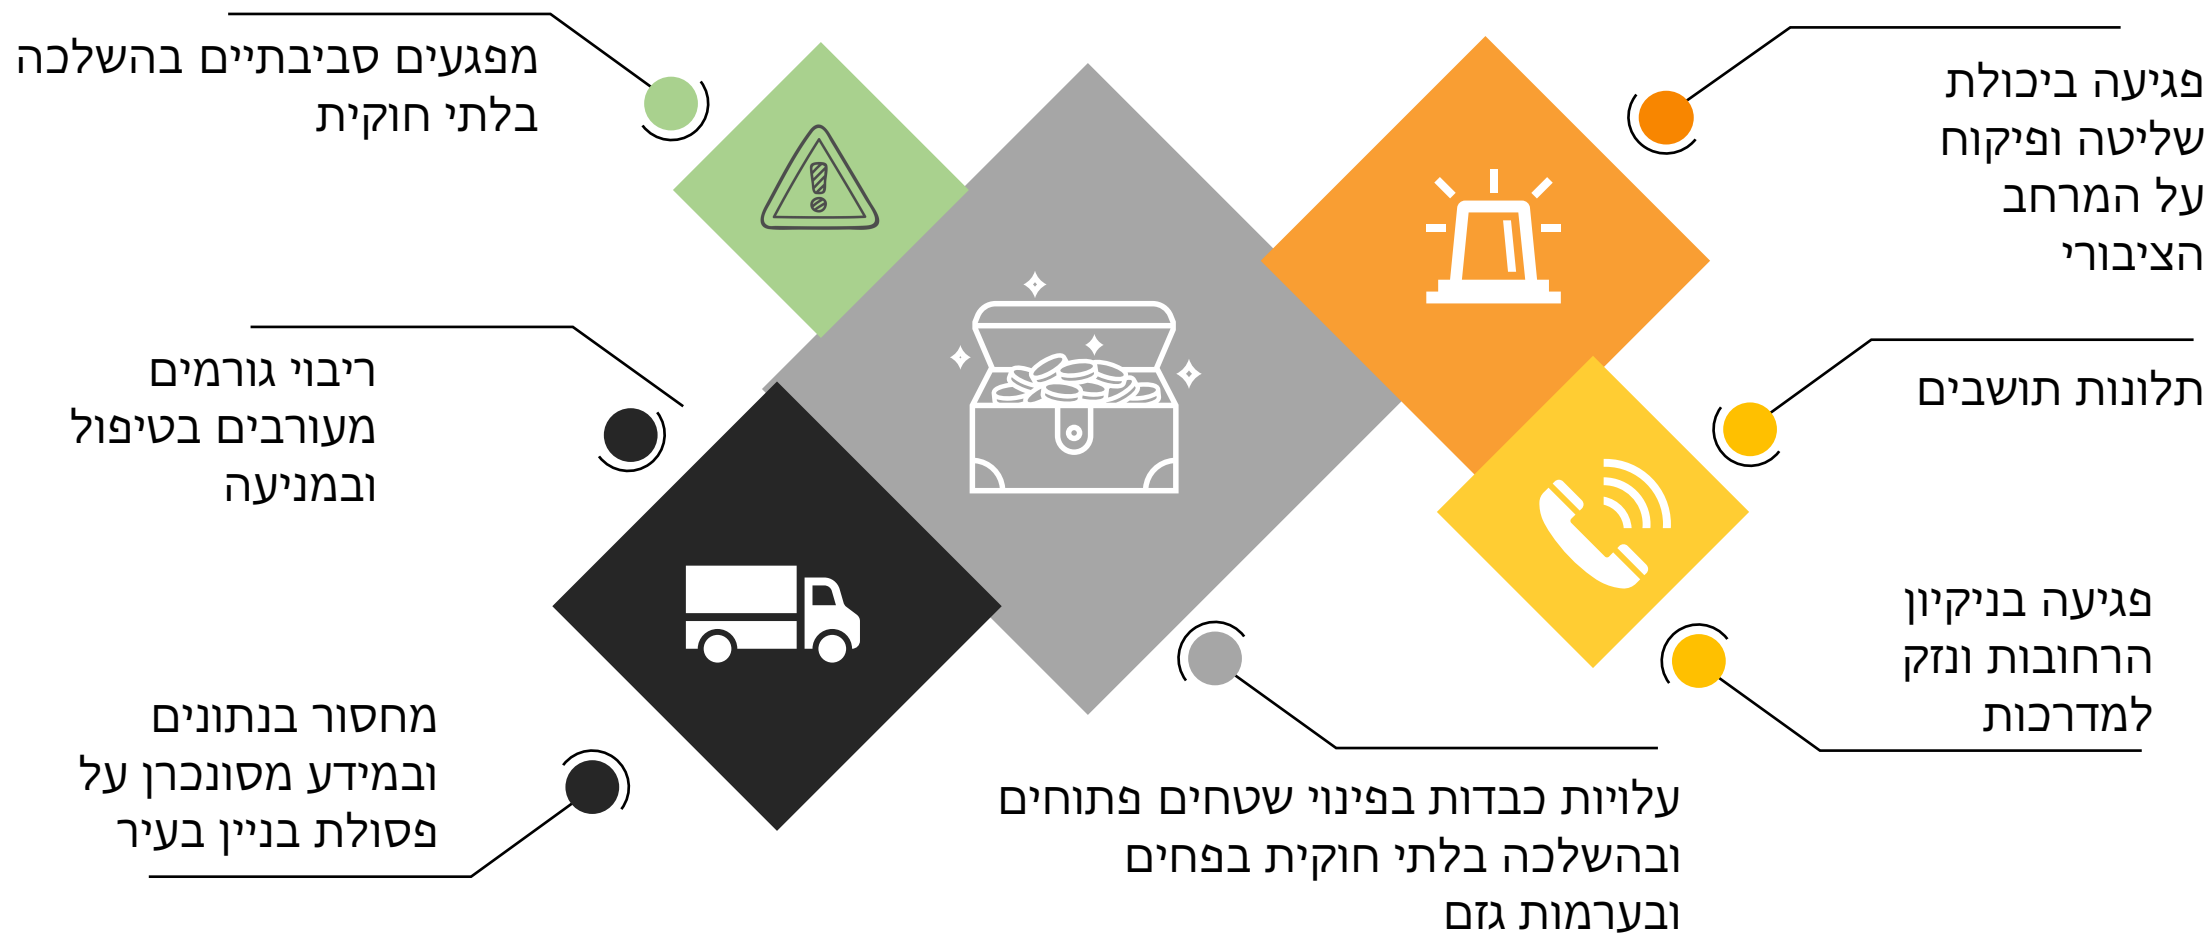 פגיעה ביכולת
שליטה ופיקוח
על המרחב
הציבורי
תלונות תושבים
פגיעה בניקיון
הרחובות ונזק
למדרכות
עלויות כבדות בפינוי שטחים פתוחים
ובהשלכה בלתי חוקית בפחים
ובערמות גזם
מפגעים סביבתיים בהשלכה
בלתי חוקית
ריבוי גורמים
מעורבים בטיפול
ובמניעה
מחסור בנתונים
ובמידע מסונכרן על
פסולת בניין בעיר